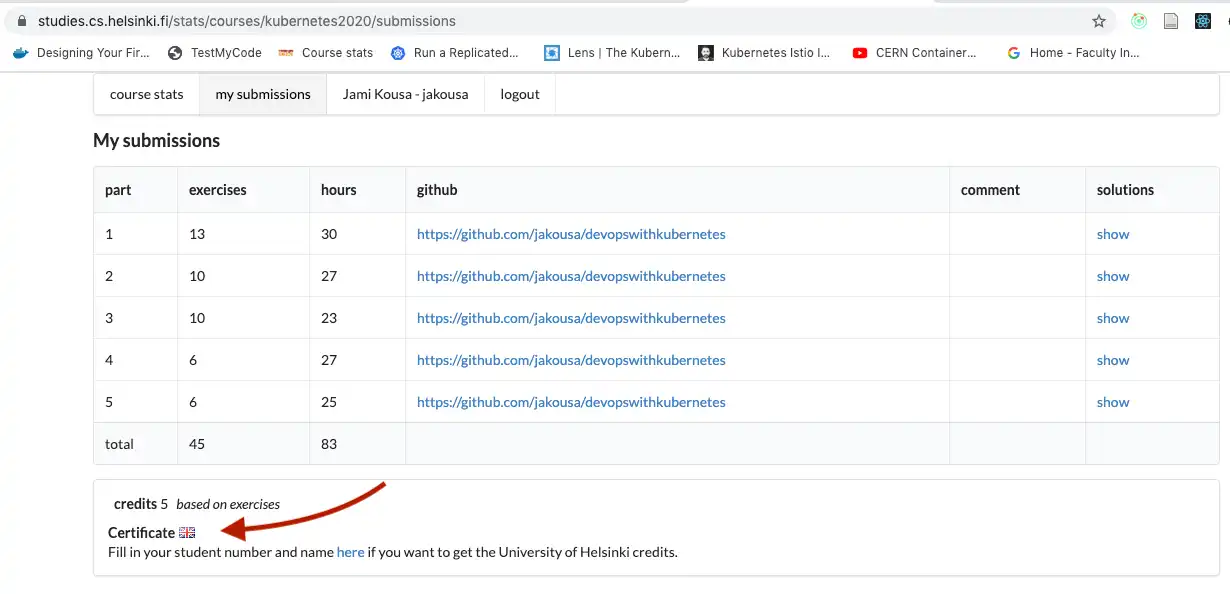 studies.cs.helsinki.fi/stats/courses/kubernetes2020/submissions
Designing Your Fir... TestMyCode Course stats Run a Replicated... Lens | The Kubern... Kubernetes Istio I... CERN Container... Home - Faculty In...
course stats my submissions Jami Kousa - jakousa logout
My submissions
part exercises hours github comment solutions
1 13 30 https://github.com/jakousa/devopswithkubernetes show
2 10 27 https://github.com/jakousa/devopswithkubernetes show
3 10 23 https://github.com/jakousa/devopswithkubernetes show
4 6 27 https://github.com/jakousa/devopswithkubernetes show
5 6 25 https://github.com/jakousa/devopswithkubernetes show
total 45 83
credits 5 based on exercises
Certificate
Fill in your student number and name here if you want to get the University of Helsinki credits.